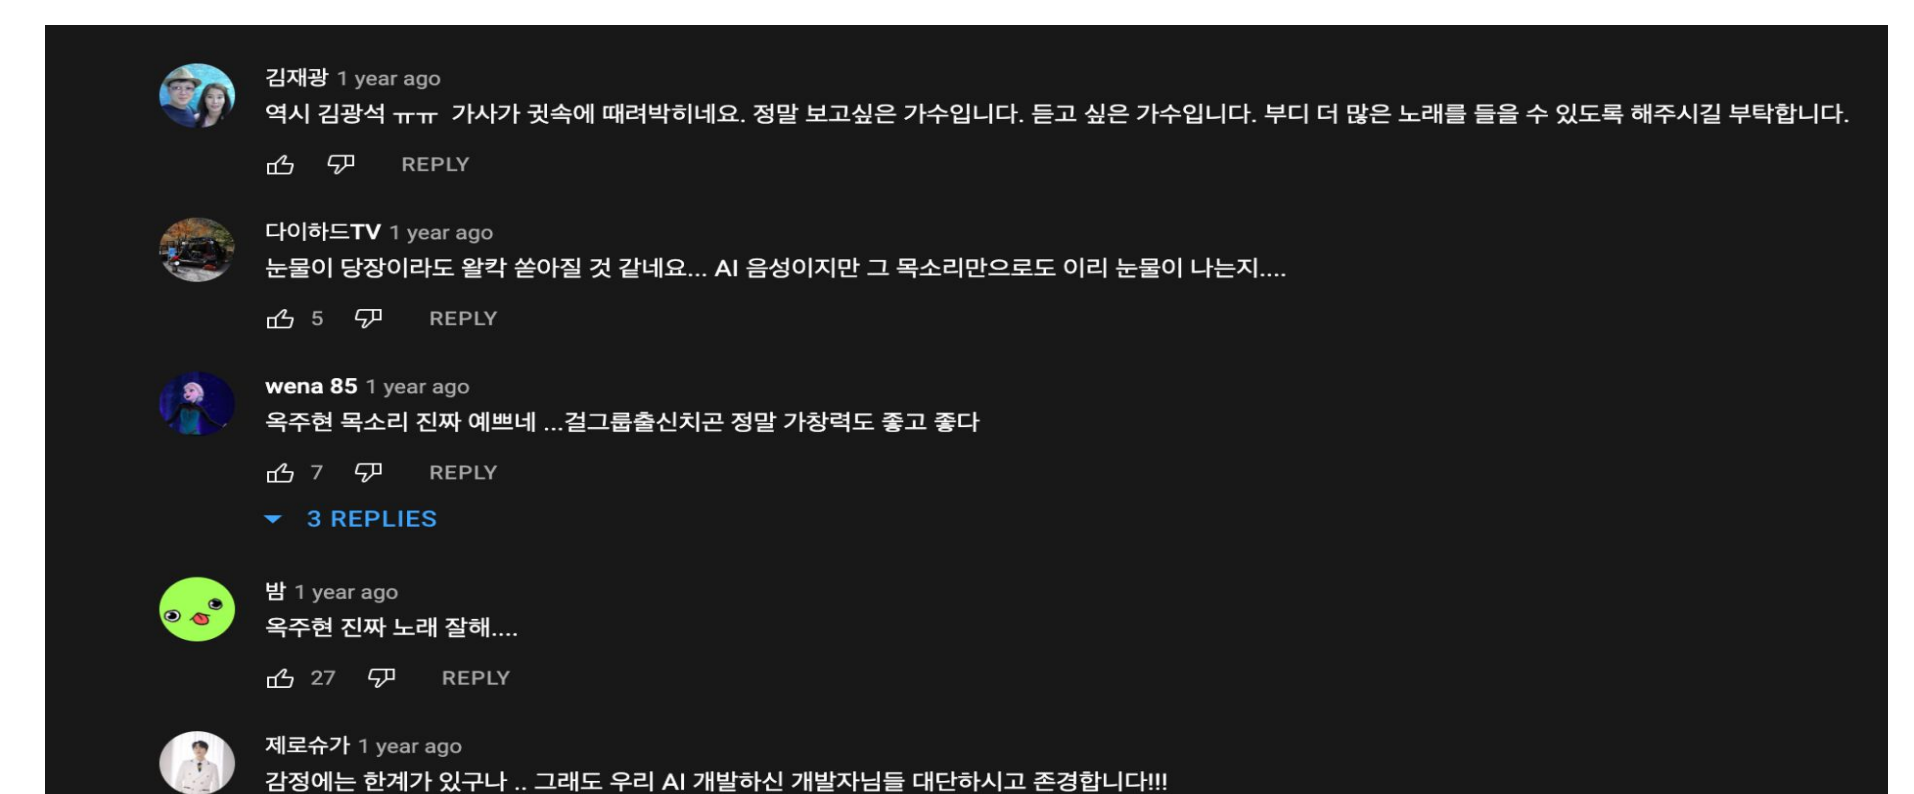 김재광 1 year ago
역시 김광석 ㅠㅠ 가사가 귓속에 때려박히네요. 정말 보고싶은 가수입니다. 듣고 싶은 가수입니다. 부디 더 많은 노래를 들을 수 있도록 해주시길 부탁합니다.
REPLY
다이하드TV 1 year ago
눈물이 당장이라도 왈칵 쏟아질 것 같네요... AI 음성이지만 그 목소리만으로도 이리 눈물이 나는지....
5 REPLY
wena 85 1 year ago
옥주현 목소리 진짜 예쁘네 ...걸그룹출신치곤 정말 가창력도 좋고 좋다
7 REPLY
3 REPLIES
밤 1 year ago
옥주현 진짜 노래 잘해....
27 REPLY
제로슈가 1 year ago
감정에는 한계가 있구나 .. 그래도 우리 AI 개발하신 개발자님들 대단하시고 존경합니다!!!